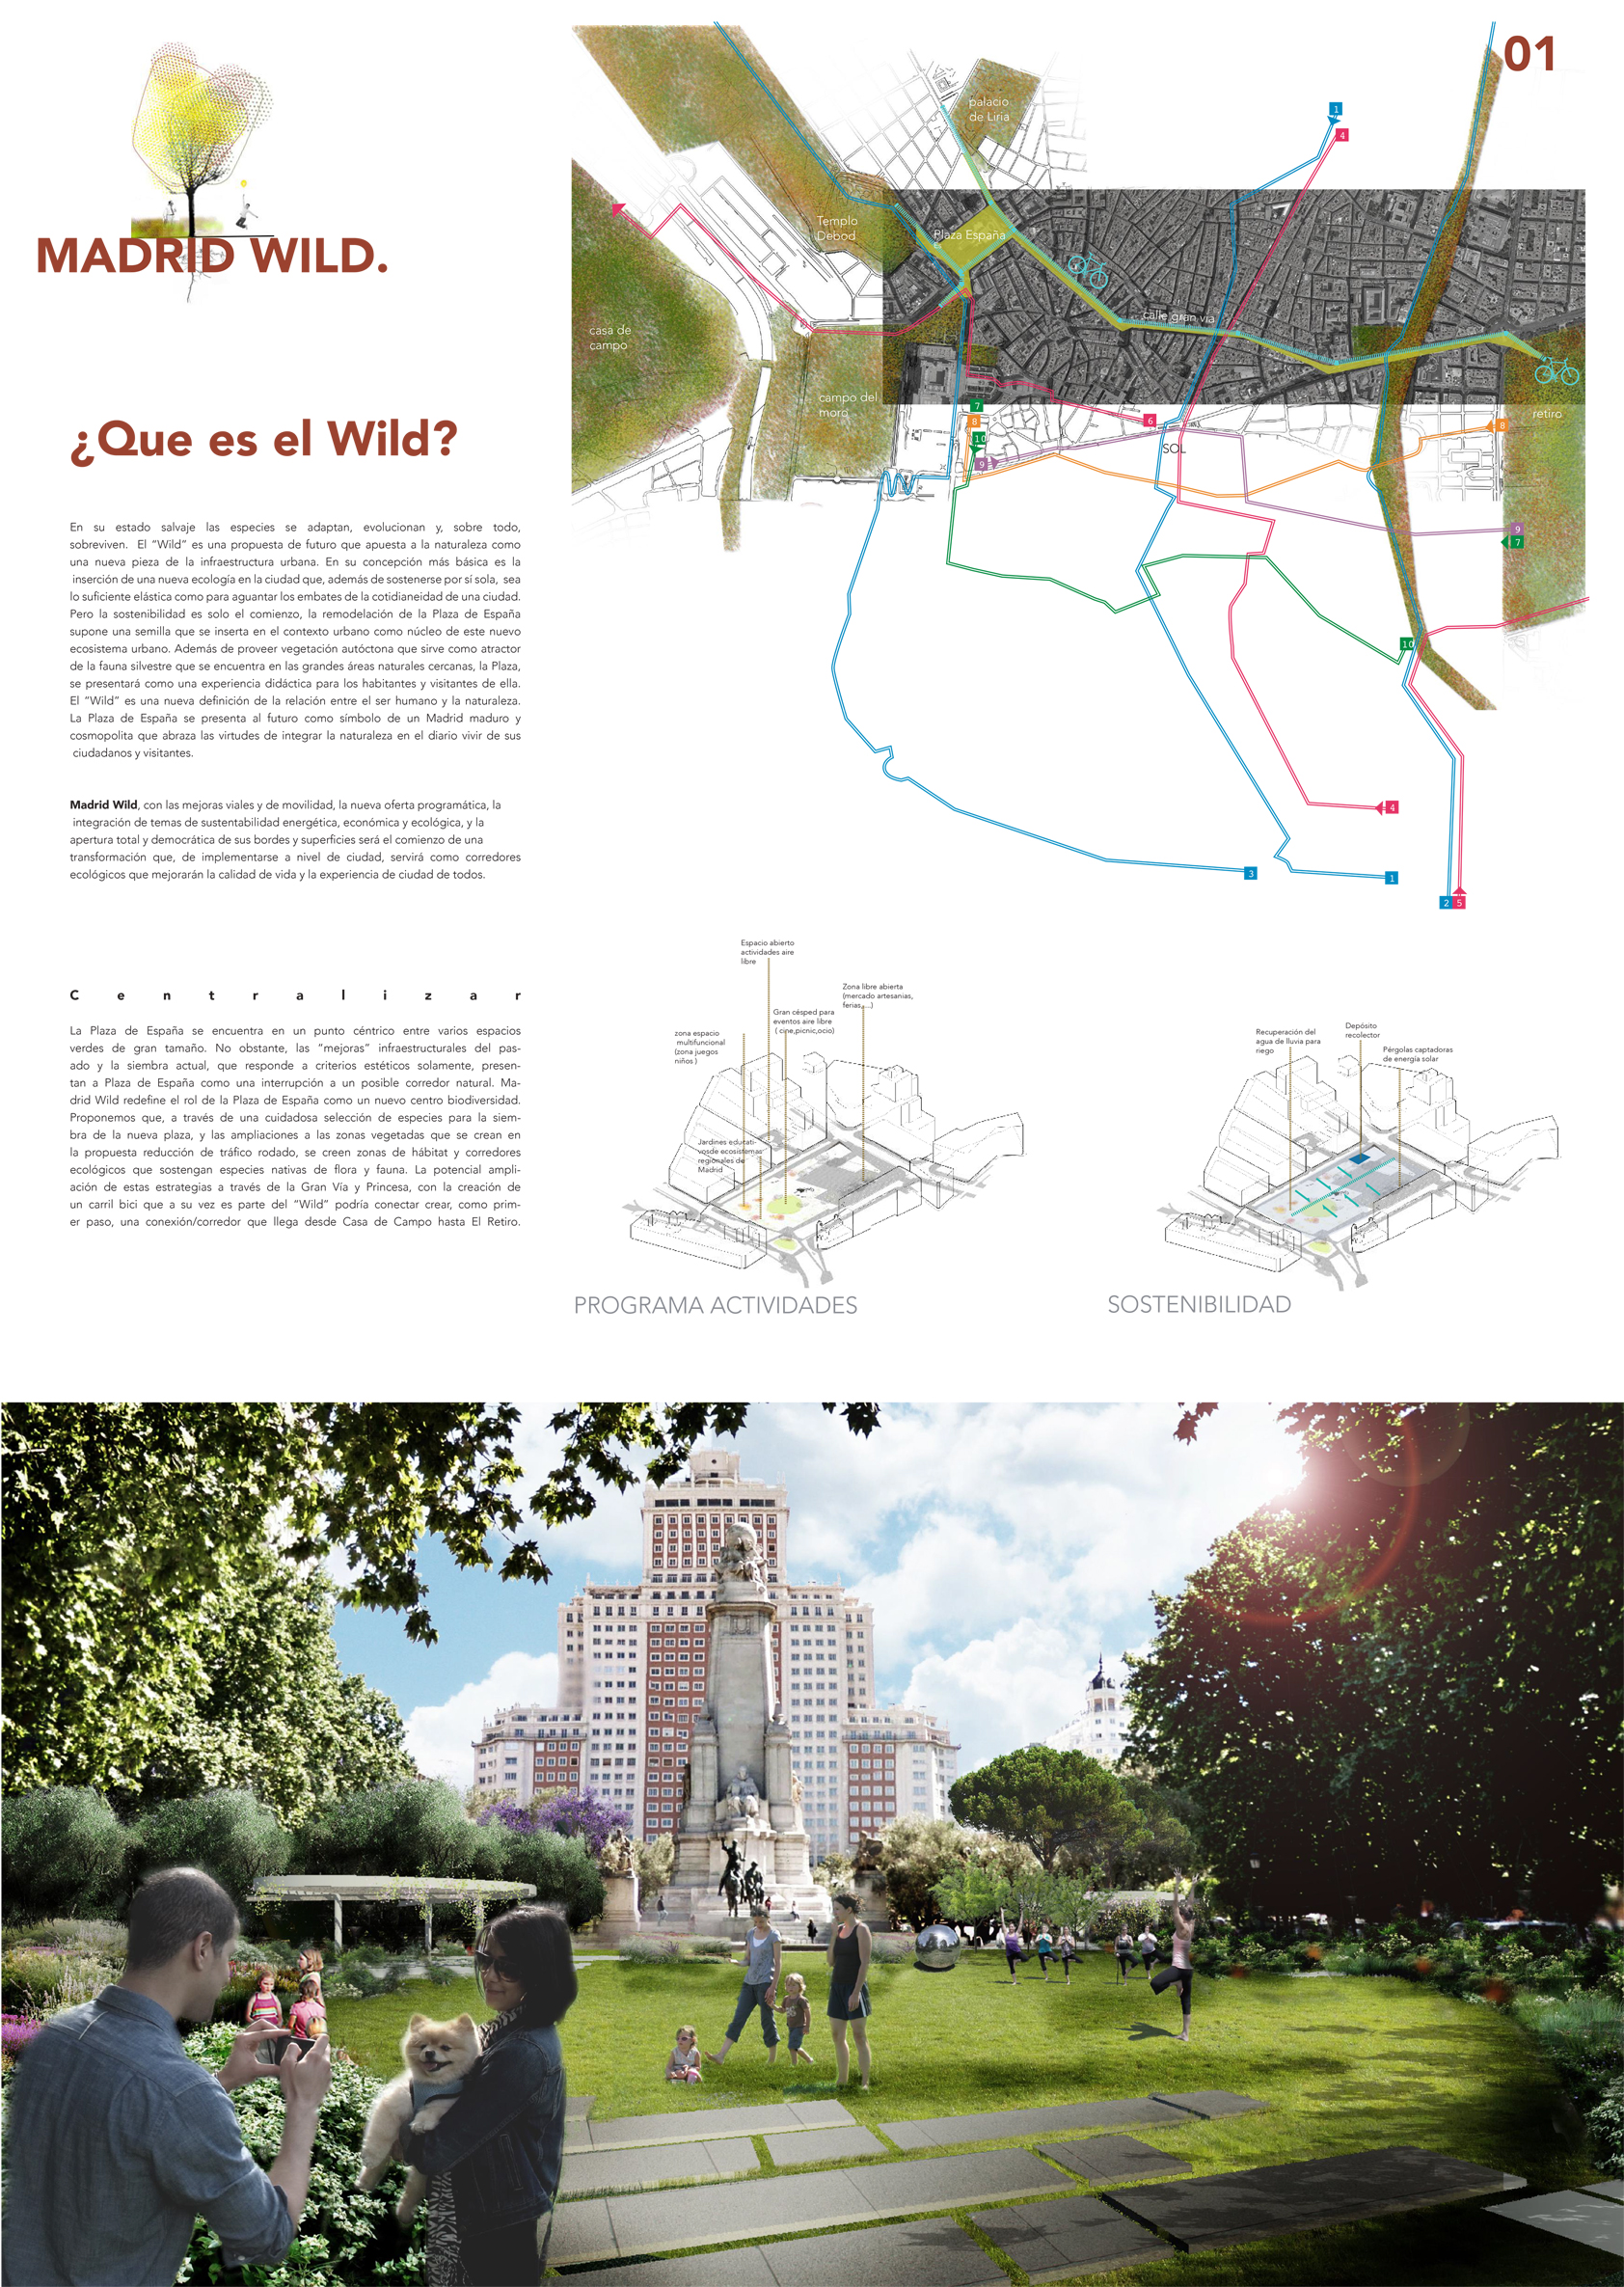 01
MADRID WILD.
¿Que es el Wild?
En su estado salvaje las especies se adaptan, evolucionan y, sobre todo,
sobreviven. El “Wild” es una propuesta de futuro que apuesta a la naturaleza como
una nueva pieza de la infraestructura urbana. En su concepción más básica es la
inserción de una nueva ecología en la ciudad que, además de sostenerse por sí sola, sea
lo suficiente elástica como para aguantar los embates de la cotidianeidad de una ciudad.
Pero la sostenibilidad es solo el comienzo, la remodelación de la Plaza de España
supone una semilla que se inserta en el contexto urbano como núcleo de este nuevo
ecosistema urbano. Además de proveer vegetación autóctona que sirve como atractor
de la fauna silvestre que se encuentra en las grandes áreas naturales cercanas, la Plaza,
se presentará como una experiencia didáctica para los habitantes y visitantes de ella.
El “Wild” es una nueva definición de la relación entre el ser humano y la naturaleza.
La Plaza de España se presenta al futuro como símbolo de un Madrid maduro y
cosmopolita que abraza las virtudes de integrar la naturaleza en el diario vivir de sus
ciudadanos y visitantes.
Madrid Wild, con las mejoras viales y de movilidad, la nueva oferta programática, la
integración de temas de sustentabilidad energética, económica y ecológica, y la
apertura total y democrática de sus bordes y superficies será el comienzo de una
transformación que, de implementarse a nivel de ciudad, servirá como corredores
ecológicos que mejorarán la calidad de vida y la experiencia de ciudad de todos.
Centralizar
La Plaza de España se encuentra en un punto céntrico entre varios espacios
verdes de gran tamaño. No obstante, las “mejoras” infraestructurales del pas-
ado y la siembra actual, que responde a criterios estéticos solamente, presen-
tan a Plaza de España como una interrupción a un posible corredor natural. Ma-
drid Wild redefine el rol de la Plaza de España como un nuevo centro biodiversidad.
Proponemos que, a través de una cuidadosa selección de especies para la siem-
bra de la nueva plaza, y las ampliaciones a las zonas vegetadas que se crean en
la propuesta reducción de tráfico rodado, se creen zonas de hábitat y corredores
ecológicos que sostengan especies nativas de flora y fauna. La potencial ampli-
ación de estas estrategias a través de la Gran Vía y Princesa, con la creación de
un carril bici que a su vez es parte del “Wild” podría conectar crear, como prim-
er paso, una conexión/corredor que llega desde Casa de Campo hasta El Retiro.
palacio
de Liria
1
4
Templo
Debod
Plaza España
calle gran via
casa de
campo
campo del
moro
retiro
7
8
10
9
6
SOL
8
9
7
10
4
3
1
2
5
Espacio abierto
actividades aire
libre
Zona libre abierta
(mercado artesanias,
ferias,...)
Gran césped para
eventos aire libre
( cine,picnic,ocio)
zona espacio
multifuncional
(zona juegos
niños )
Jardines educati-
vosde ecosistemas
regionales de
Madrid
PROGRAMA ACTIVIDADES
Recuperación del
agua de lluvia para
riego
Depósito
recolector
Pérgolas captadoras
de energía solar
SOSTENIBILIDAD